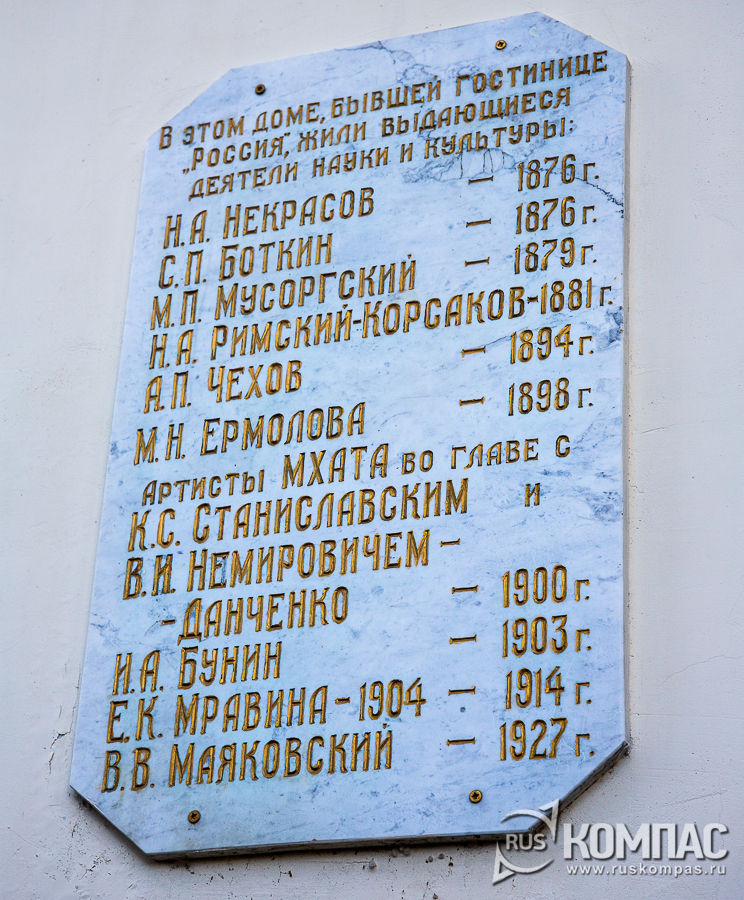 В ЭТОМ ДОМЕ, БЫВШЕЙ ГОСТИНИЦЕ
„РОССИЯ", ЖИЛИ ВЫДАЮЩИЕСЯ
ДЕЯТЕЛИ НАУКИ И КУЛЬТУРЫ:
Н.А. НЕКРАСОВ – 1876 г.
С.П. БОТКИН – 1876 г.
М.П. МУСОРГСКИЙ – 1879 г.
Н.А. РИМСКИЙ-КОРСАКОВ-1881 г.
А.П. ЧЕХОВ – 1894 г.
М.Н. ЕРМОЛОВА – 1898 г.
АРТИСТЫ МХАТА ВО ГЛАВЕ С
К.С. СТАНИСЛАВСКИМ И
В.И. НЕМИРОВИЧЕМ –
-ДАНЧЕНКО – 1900 г.
И.А. БУНИН – 1903 г.
Е.К. МРАВИНА – 1904 – 1914 г.
В.В. МАЯКОВСКИЙ – 1927 г.
RUS КОМПАС
www.ruskompas.ru